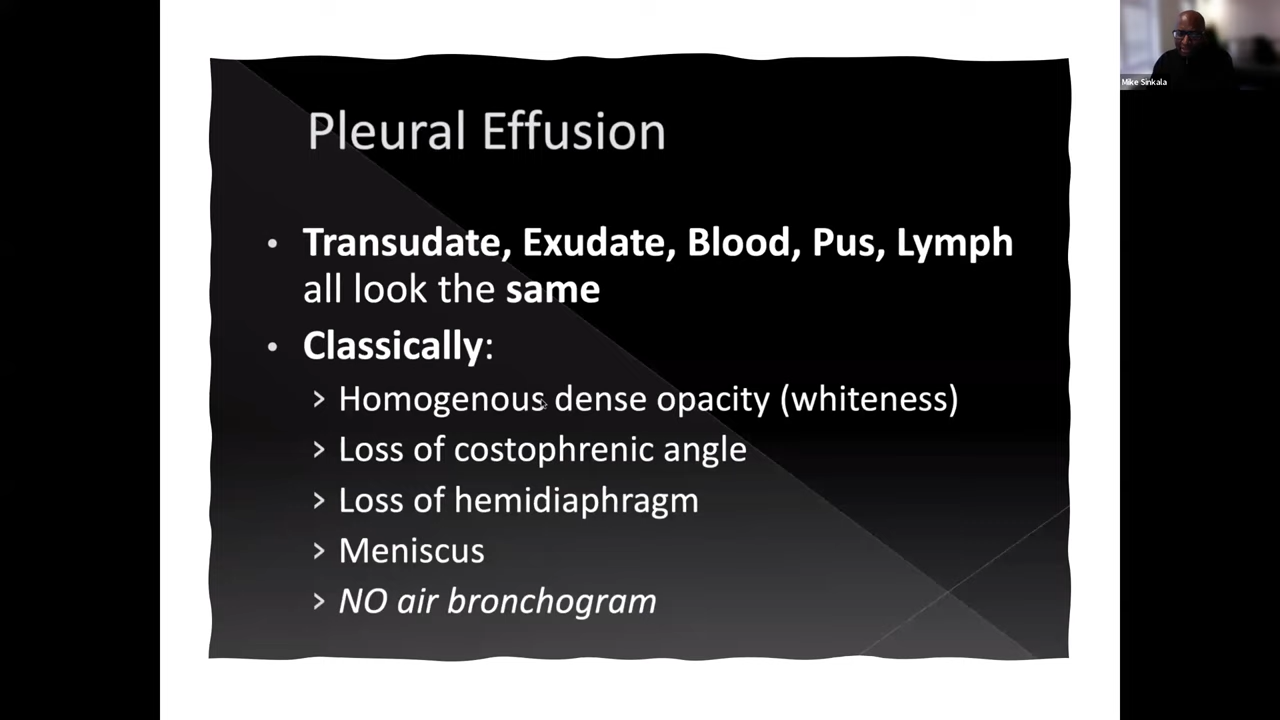 Pleural Effusion
• Transudate, Exudate, Blood, Pus, Lymph
all look the same
• Classically:
› Homogenous dense opacity (whiteness)
› Loss of costophrenic angle
› Loss of hemidiaphragm
› Meniscus
› NO air bronchogram
Mike Sinkala